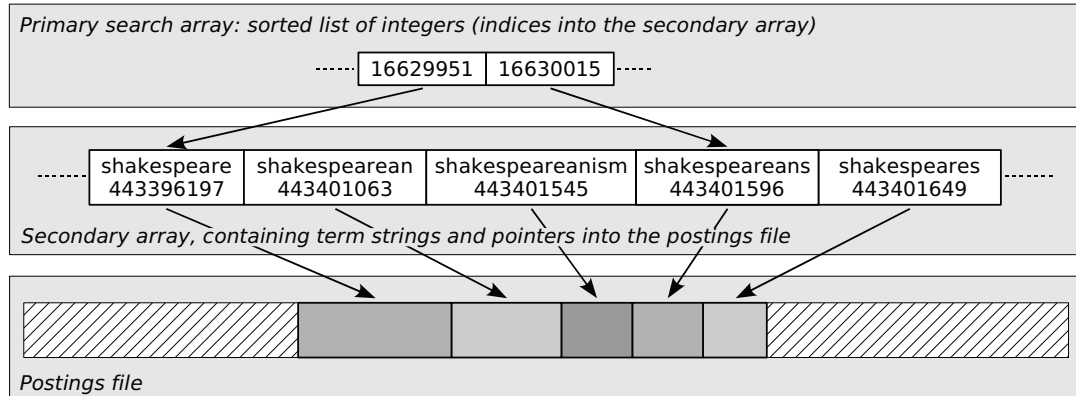 Primary search array: sorted list of integers (indices into the secondary array)
16629951 16630015
shakespeare shakespearean shakespeareanism shakespeareans shakespeares
443396197 443401063 443401545 443401596 443401649
Secondary array, containing term strings and pointers into the postings file
Postings file